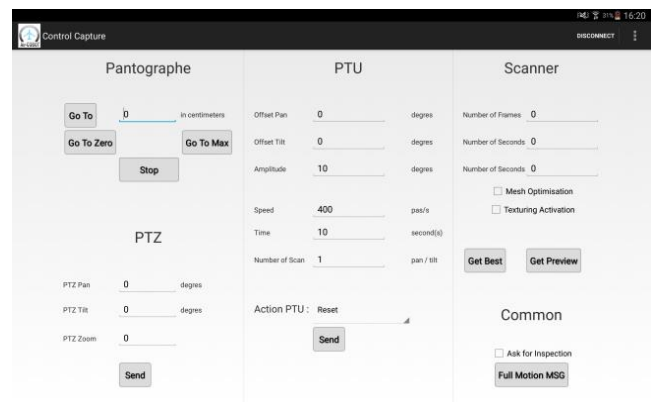 31% 16:20
Control Capture DISCONNECT
Pantographe
Go To 0 in centimeters
Go To Zero Go To Max
Stop
PTZ
PTZ Pan 0 degres
PTZ Tilt 0 degres
PTZ Zoom 0
Send
PTU
Offset Pan 0 degres
Offset Tilt 0 degres
Amplitude 10 degres
Speed 400 pas/s
Time 10 second(s)
Number of Scan 1 pan / tilt
Action PTU : Reset
Send
Scanner
Number of Frames 0
Number of Seconds 0
Number of Seconds 0
Mesh Optimisation
Texturing Activation
Get Best Get Preview
Common
Ask for Inspection
Full Motion MSG